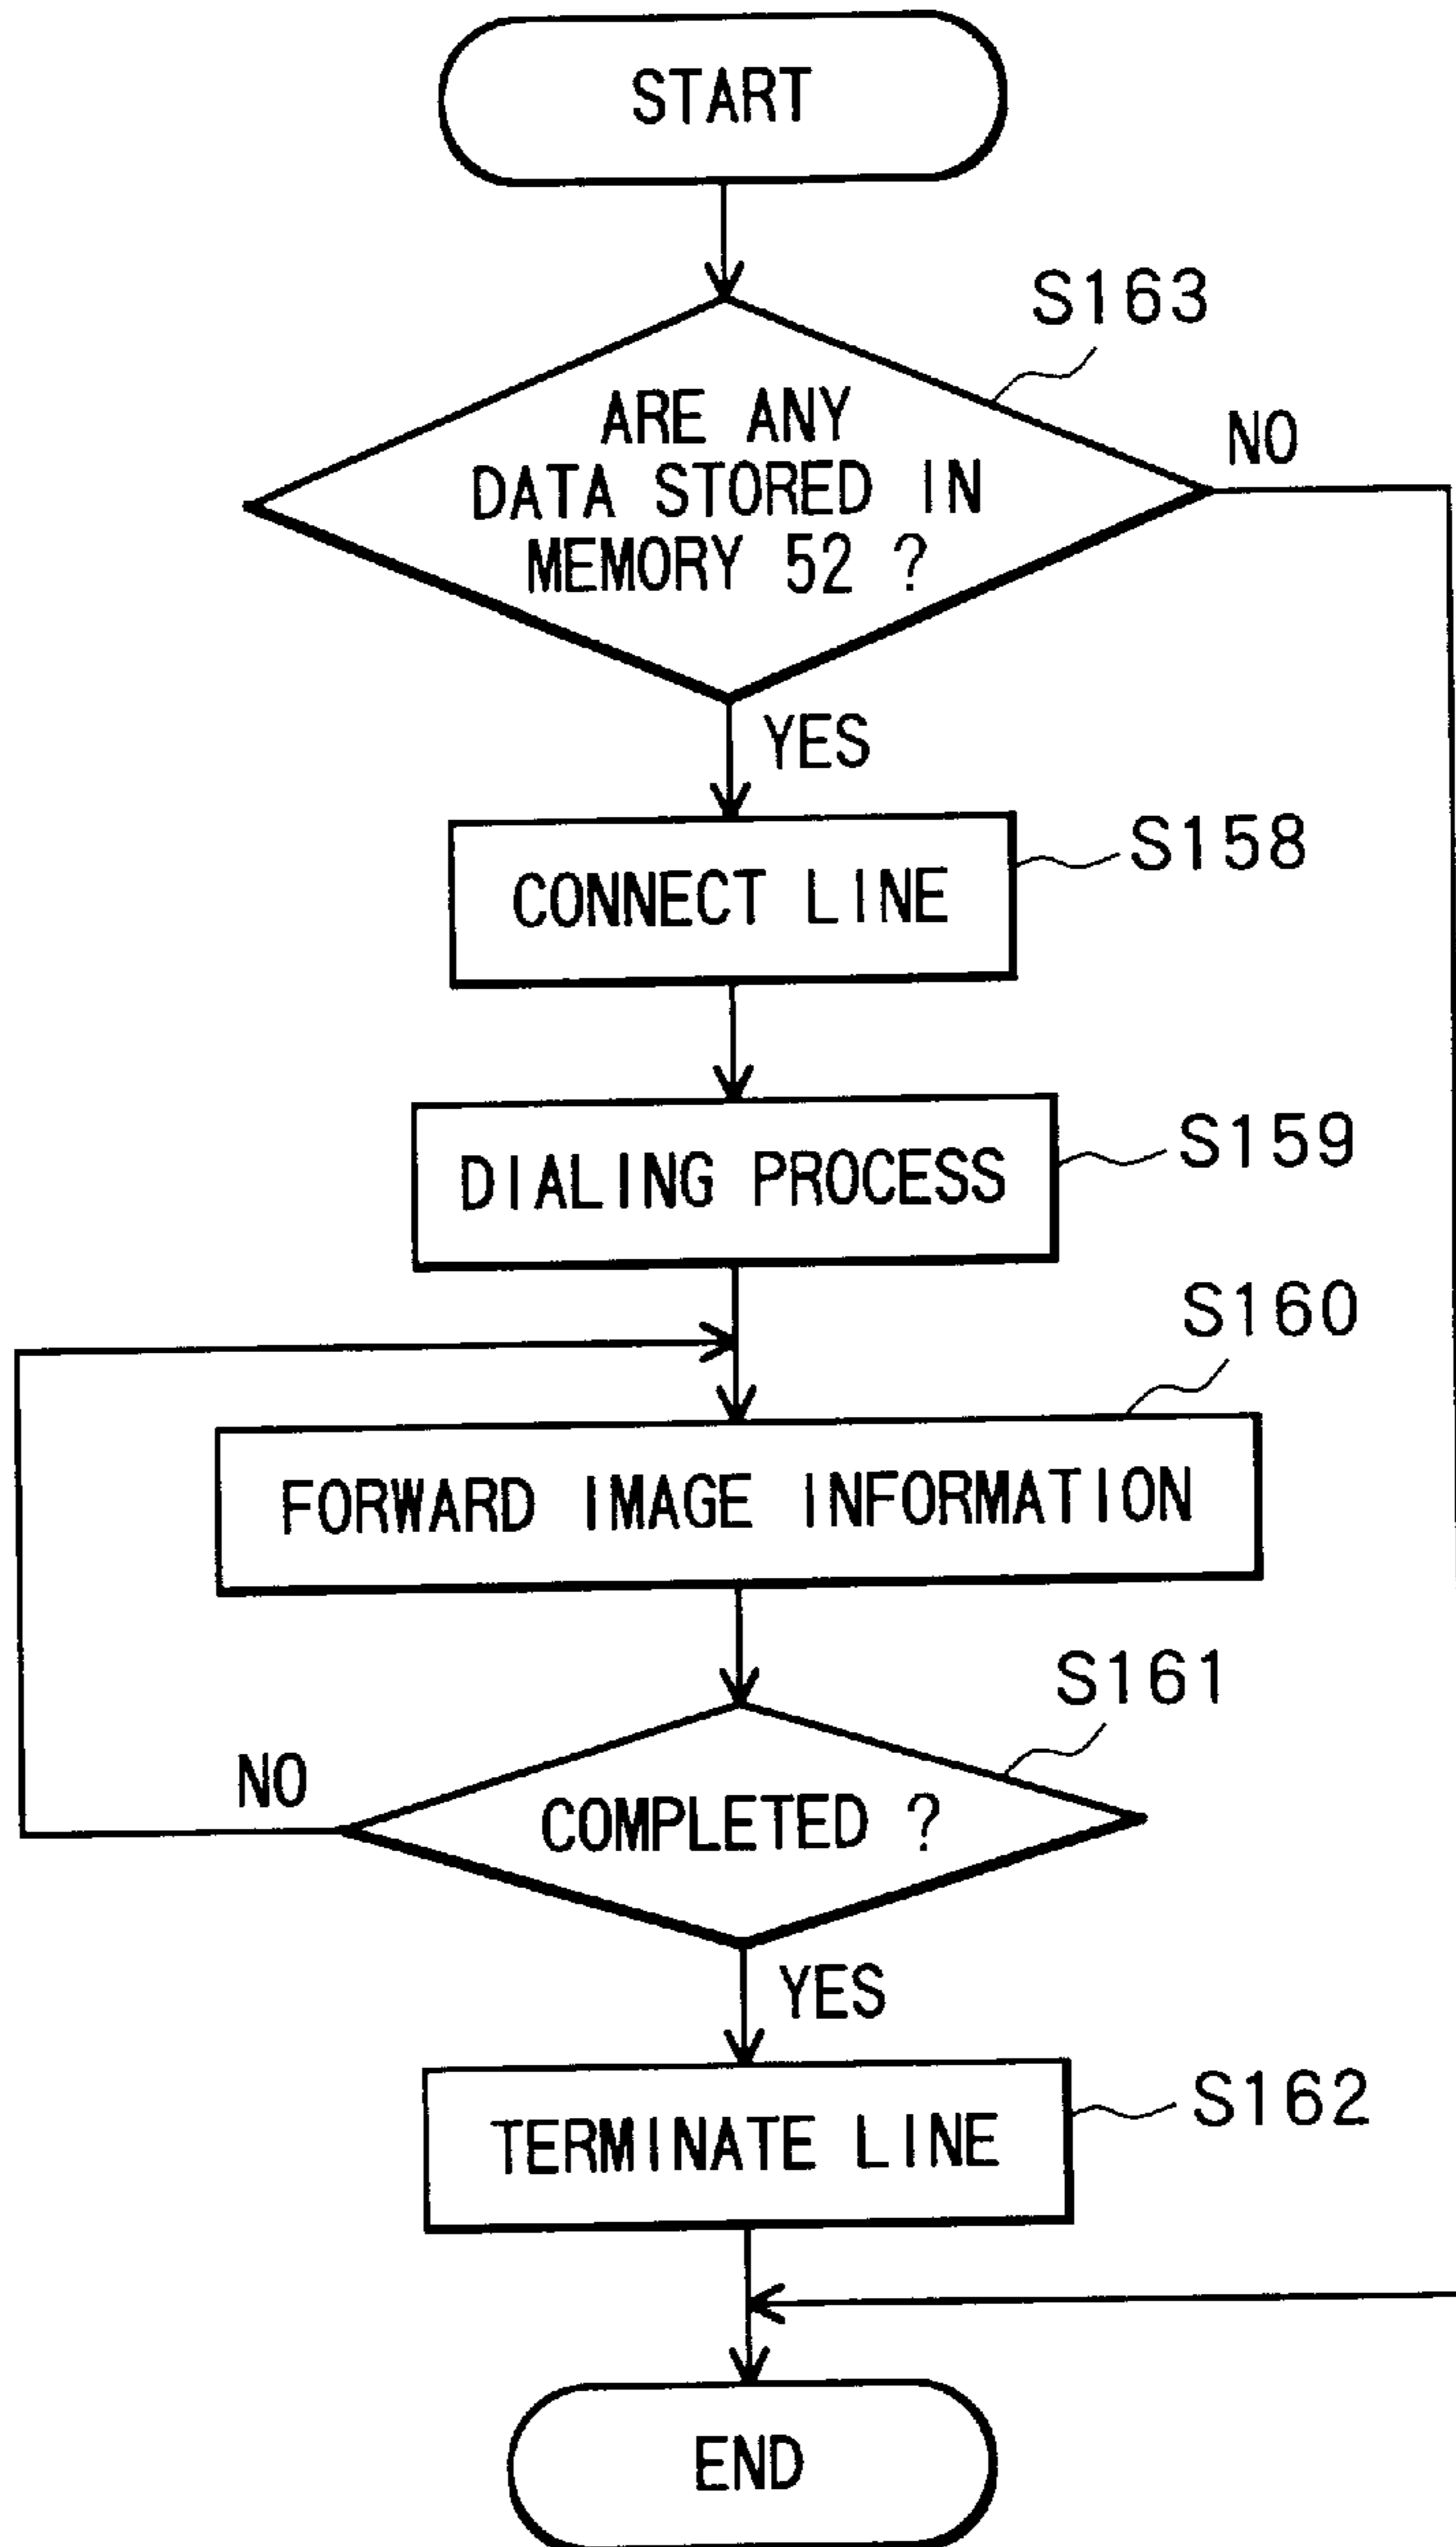 START
S163
ARE ANY
DATA STORED IN
MEMORY 52 ?
NO
YES
CONNECT LINE
S158
DIALING PROCESS
S159
S160
FORWARD IMAGE INFORMATION
S161
NO
COMPLETED ?
YES
TERMINATE LINE
S162
END